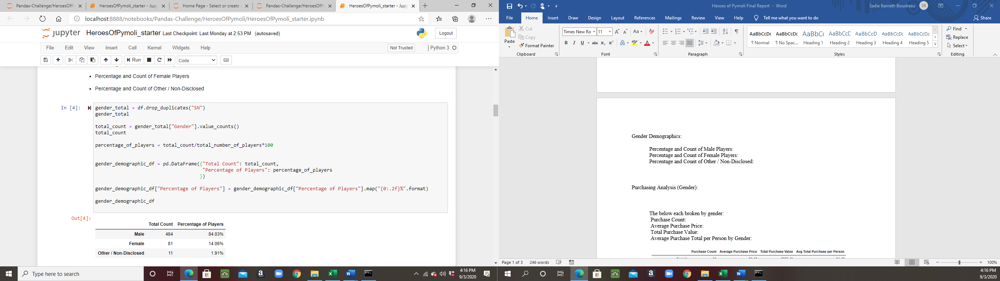 Pandas-Challenge/HeroesOfPy
HeroesOfPymoli_starter - Jupy
Home Page - Select or create
Pandas-Challenge/HeroesOfPy
HeroesOfPymoli_starter - Jupy
localhost:8888/notebooks/Pandas-Challenge/HeroesOfPymoli/HeroesOfPymoli_starter.ipynb
jupyter HeroesOfPymoli_starter Last Checkpoint: Last Monday at 2:53 PM (autosaved)
Logout
File Edit View Insert Cell Kernel Widgets Help
Not Trusted
Python 3
Run
Code
• Percentage and Count of Female Players
• Percentage and Count of Other / Non-Disclosed
In [4]:
gender_total = df.drop_duplicates("SN")
gender_total
total_count = gender_total["Gender"].value_counts()
total_count
percentage_of_players = total_count/total_number_of_players*100
gender_demographic_df = pd.DataFrame({"Total Count": total_count,
"Percentage of Players": percentage_of_players
})
gender_demographic_df["Percentage of Players"] = gender_demographic_df["Percentage of Players"].map("{0:.2f}%".format)
gender_demographic_df
Out[4]:
Total Count Percentage of Players
Male 484 84.03%
Female 81 14.06%
Other / Non-Disclosed 11 1.91%
Type here to search
4:16 PM
9/3/2020
Heroes of Pymoli Final Report - Word
Sadie Barnett-Boudreau SB
File Home Insert Draw Design Layout References Mailings Review View Help Tell me what you want to do
Share
Paste
Cut
Copy
Format Painter
Clipboard
Times New Ro 11
Font
Paragraph
AaBbCcDc AaBbCcDc AaBbCc AaBbCcE AaBbCcD AaBbCcDc AaBbCcDc
¶ Normal ¶ No Spac... Heading 1 Heading 2 Heading 3 Heading 4 Heading 5
Styles
Find
Replace
Select
Editing
Gender Demographics:
Percentage and Count of Male Players:
Percentage and Count of Female Players:
Percentage and Count of Other / Non-Disclosed:
Purchasing Analysis (Gender):
The below each broken by gender:
Purchase Count:
Average Purchase Price:
Total Purchase Value:
Average Purchase Total per Person by Gender:
Purchase Count Average Purchase Price Total Purchase Value Avg Total Purchase per Person
Page 1 of 3 246 words
100%
4:16 PM
9/3/2020